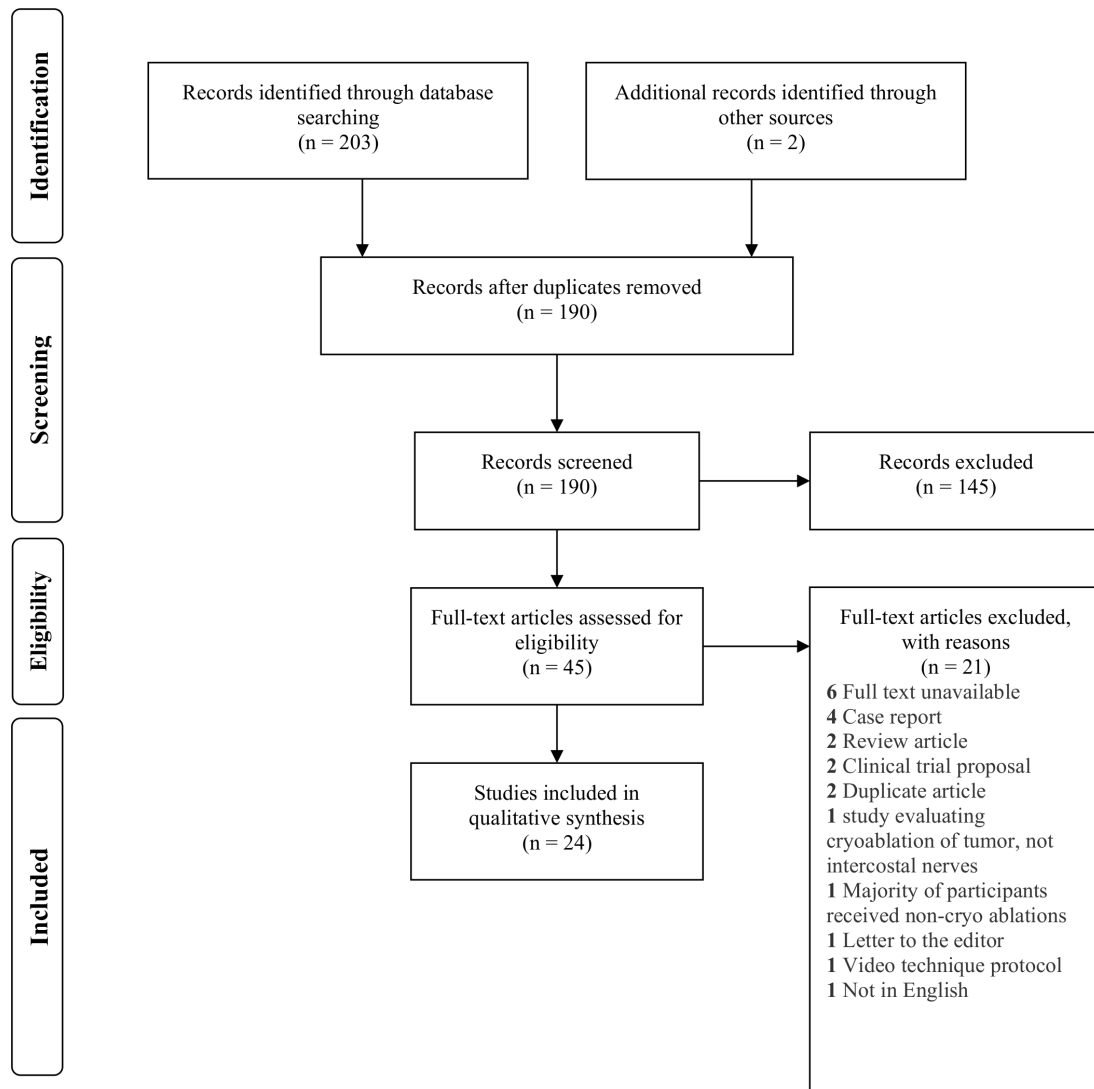 Identification
Records identified through database
searching
(n = 203)
Additional records identified through
other sources
(n = 2)
Screening
Records after duplicates removed
(n = 190)
Records screened
(n = 190)
Records excluded
(n = 145)
Eligibility
Full-text articles assessed for
eligibility
(n = 45)
Full-text articles excluded,
with reasons
(n = 21)
6 Full text unavailable
4 Case report
2 Review article
2 Clinical trial proposal
2 Duplicate article
1 study evaluating
cryoablation of tumor, not
intercostal nerves
1 Majority of participants
received non-cryo ablations
1 Letter to the editor
1 Video technique protocol
1 Not in English
Included
Studies included in
qualitative synthesis
(n = 24)